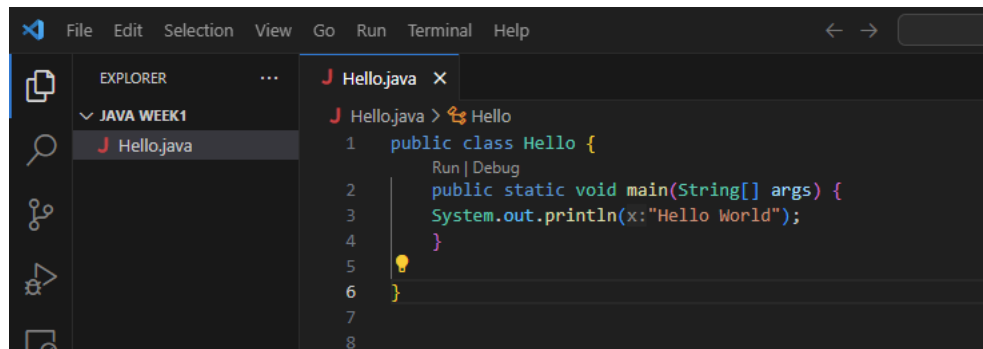 File Edit Selection View Go Run Terminal Help
EXPLORER ...
JAVA WEEK1
J Hello.java
J Hello.java
J Hello.java > Hello
1 public class Hello {
Run | Debug
2 public static void main(String[] args) {
3 System.out.println(x:"Hello World");
4 }
5
6 }
7
8